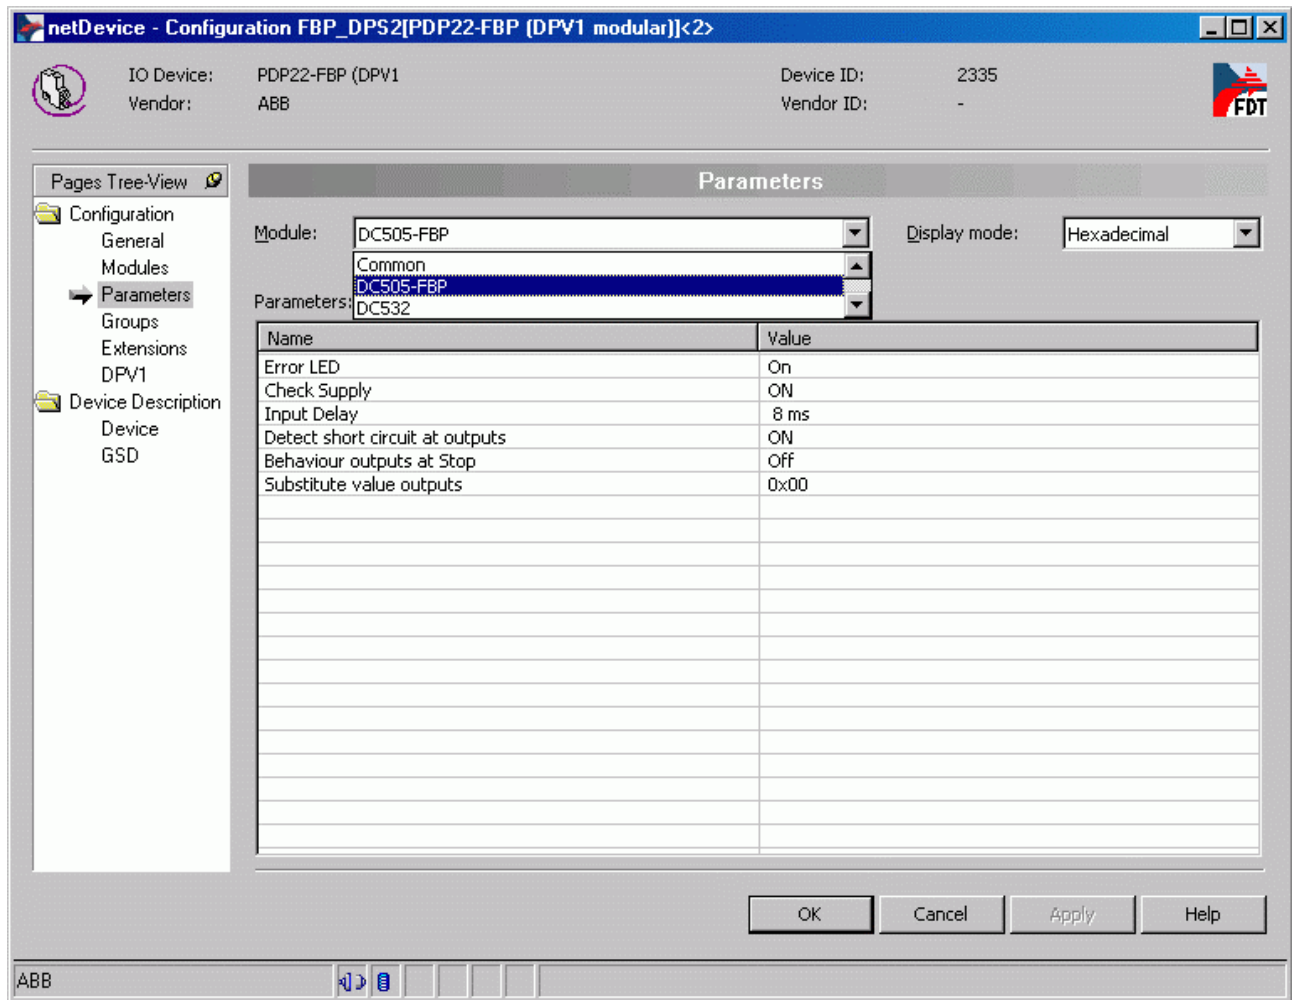 netDevice - Configuration FBP_DPS2[PDP22-FBP (DPV1 modular)]<2>
IO Device: PDP22-FBP (DPV1 Device ID: 2335
Vendor: ABB Vendor ID: -
FDT
Pages Tree-View
Parameters
Configuration
General
Modules
Parameters
Groups
Extensions
DPV1
Device Description
Device
GSD
Module: DC505-FBP Display mode: Hexadecimal
Common
DC505-FBP
DC532
Parameters:
Name Value
Error LED On
Check Supply ON
Input Delay 8 ms
Detect short circuit at outputs ON
Behaviour outputs at Stop Off
Substitute value outputs 0x00
OK Cancel Apply Help
ABB